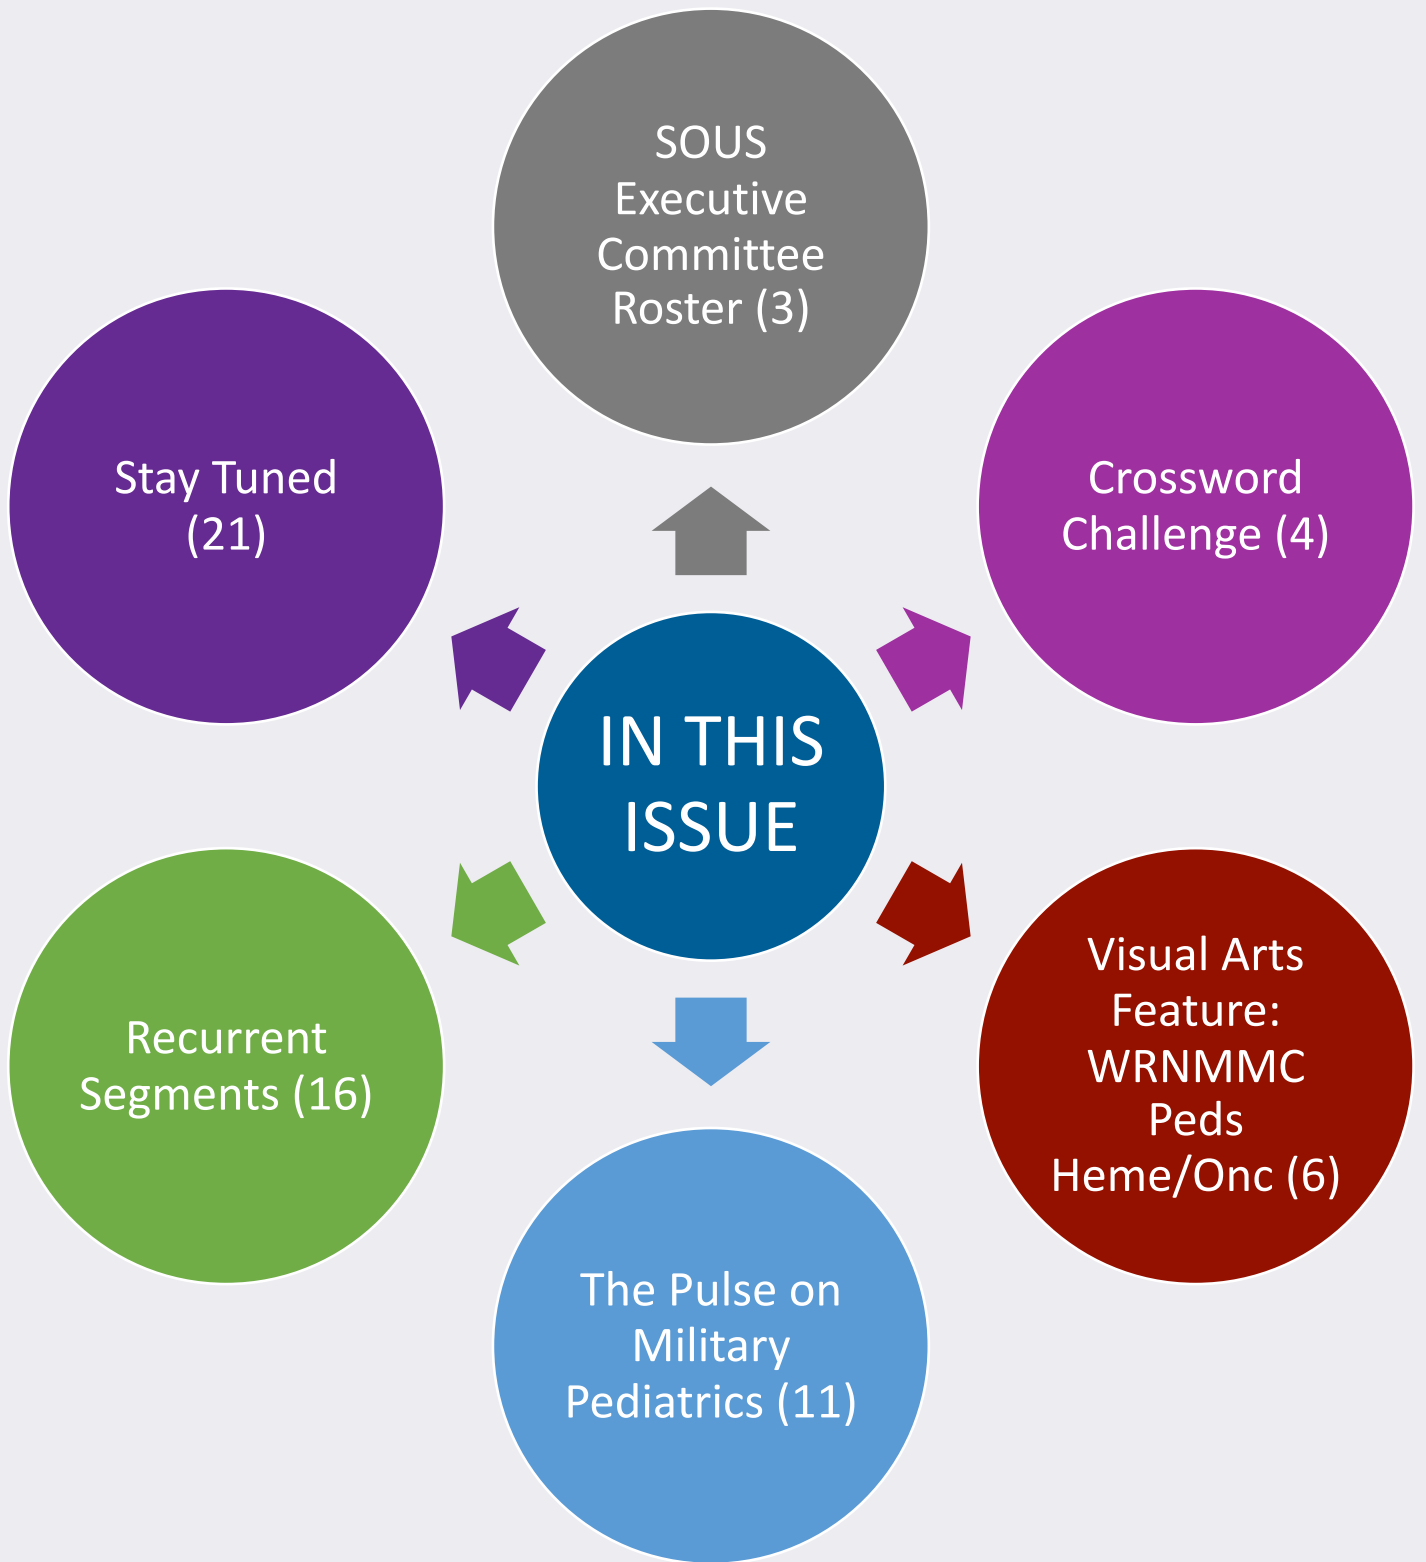 SOUS
Executive
Committee
Roster (3)
Crossword
Challenge (4)
Visual Arts
Feature:
WRNMMC
Peds
Heme/Onc (6)
The Pulse on
Military
Pediatrics (11)
Recurrent
Segments (16)
Stay Tuned
(21)
IN THIS
ISSUE